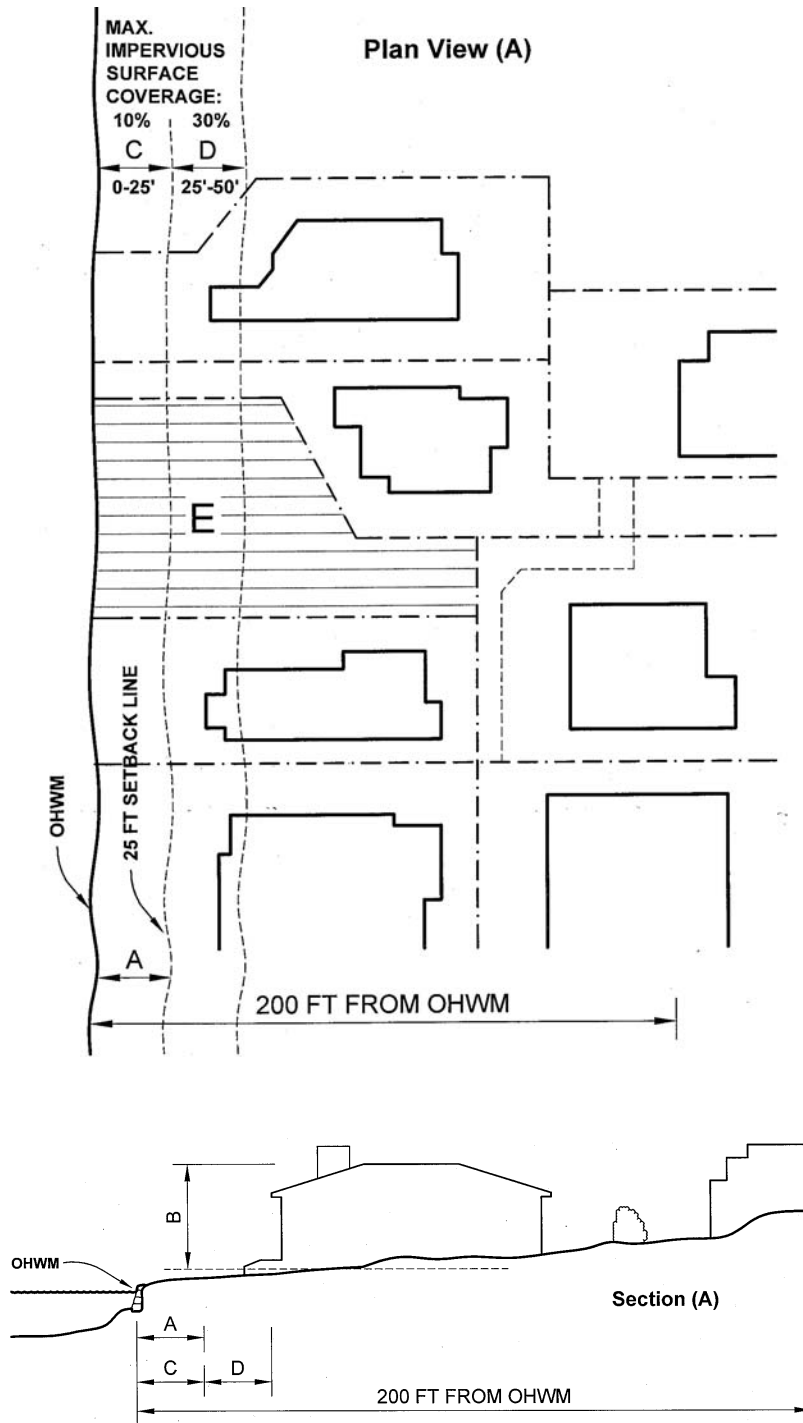 MAX.
IMPERVIOUS
SURFACE
COVERAGE:
10% 30%
C D
0-25' 25'-50'
Plan View (A)
E
OHWM
25 FT SETBACK LINE
A
200 FT FROM OHWM
B
OHWM
Section (A)
A
C D
200 FT FROM OHWM